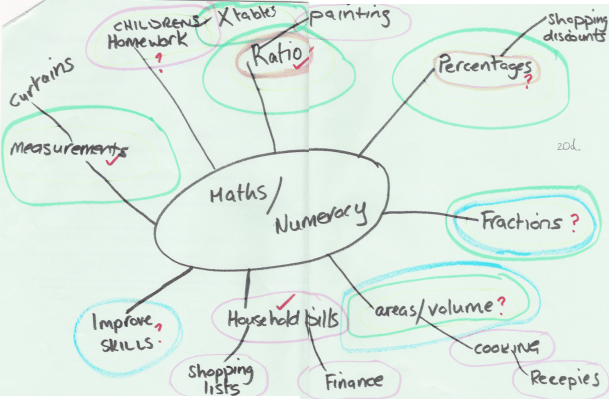 CHILDRENS
Homework
?
X tables
painting
Ratio
Shopping
discounts
Percentages
?
Curtains
Measurements
Maths/
Numeracy
20d.
Fractions ?
areas/volume ?
cooking
Recepies
Household bills
Shopping
lists
Finance
Improve
SKILLS. ?